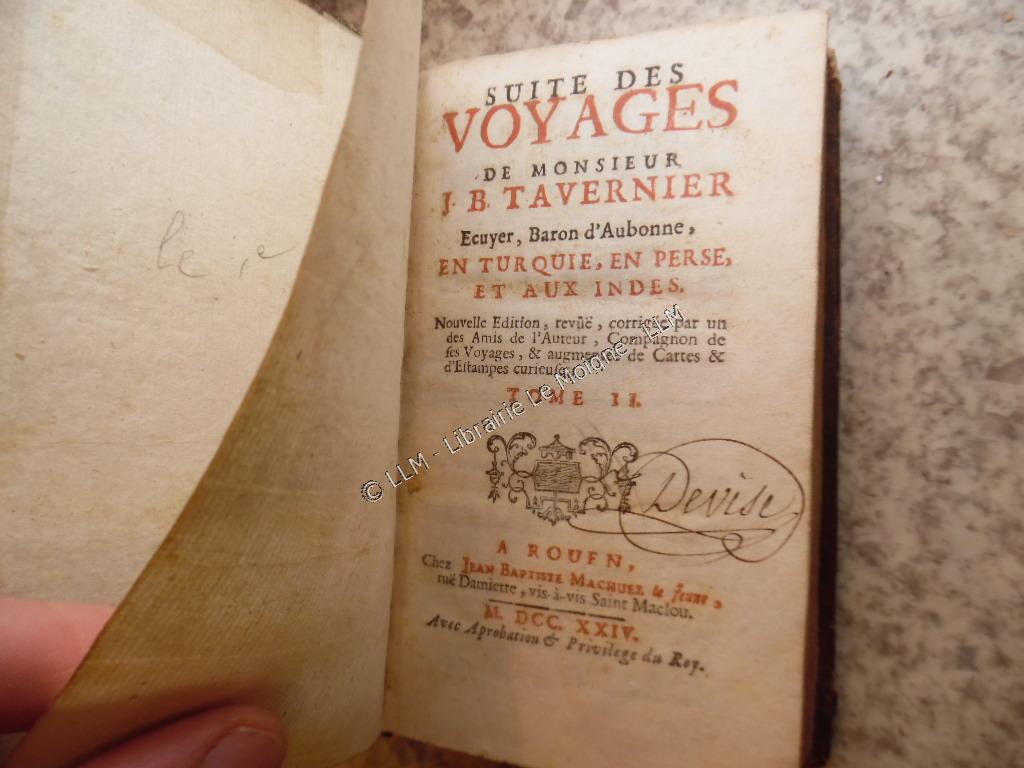 SUITE DES
VOYAGES
DE MONSIEUR
J. B. TAVERNIER
Ecuyer, Baron d'Aubonne,
EN TURQUIE, EN PERSE,
ET AUX INDES.
Nouvelle Edition, revûë, corrigée par un
des Amis de l'Auteur, Compagnon de
ses Voyages, & augmentée de Cartes &
d'Estampes curieuses.
TOME II.
Devise
A ROUEN,
Chez JEAN BAPTISTE MACHUEL le Jeune,
ruë Damiette, vis-à-vis Saint Maclou.
M. DCC. XXIV.
Avec Aprobation & Privilege du Roy.
© LLM - Librairie Le Moigne - LLM